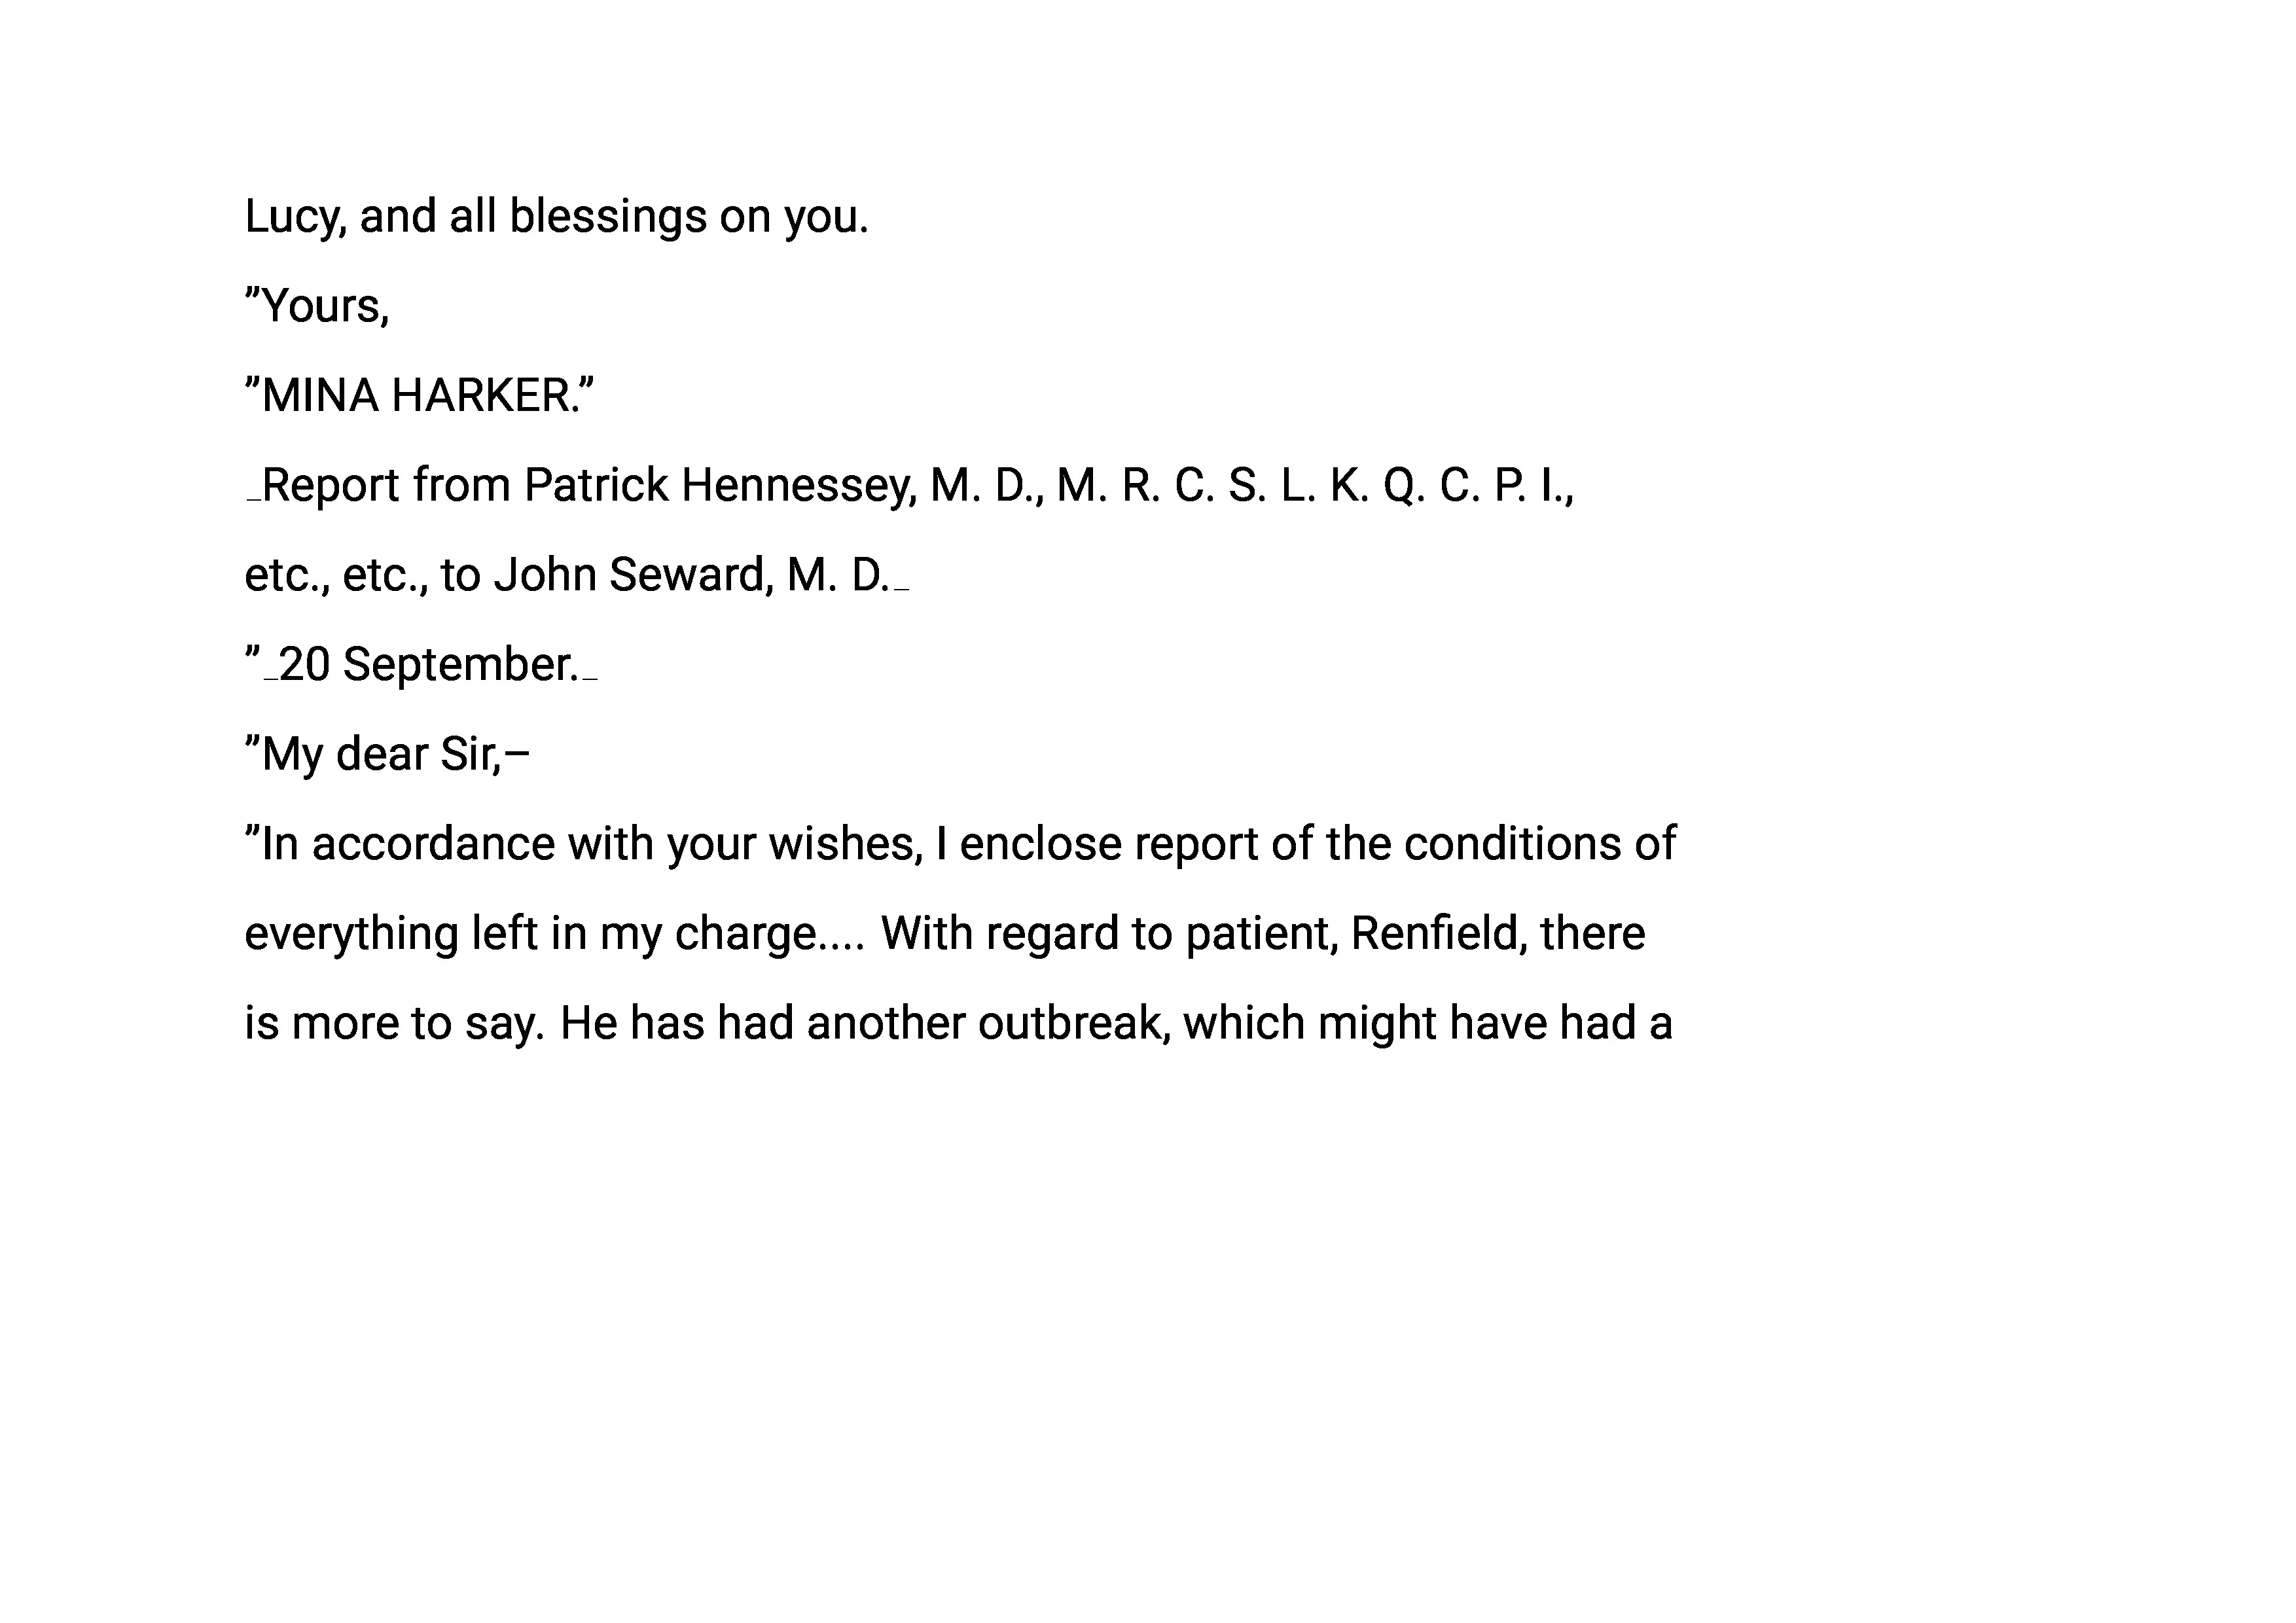 Lucy, and all blessings on you.
”Yours,
”MINA HARKER.”
_Report from Patrick Hennessey, M. D., M. R. C. S. L. K. Q. C. P. I.,
etc., etc., to John Seward, M. D._
”_20 September._
”My dear Sir,–
”In accordance with your wishes, I enclose report of the conditions of
everything left in my charge.... With regard to patient, Renfield, there
is more to say. He has had another outbreak, which might have had a